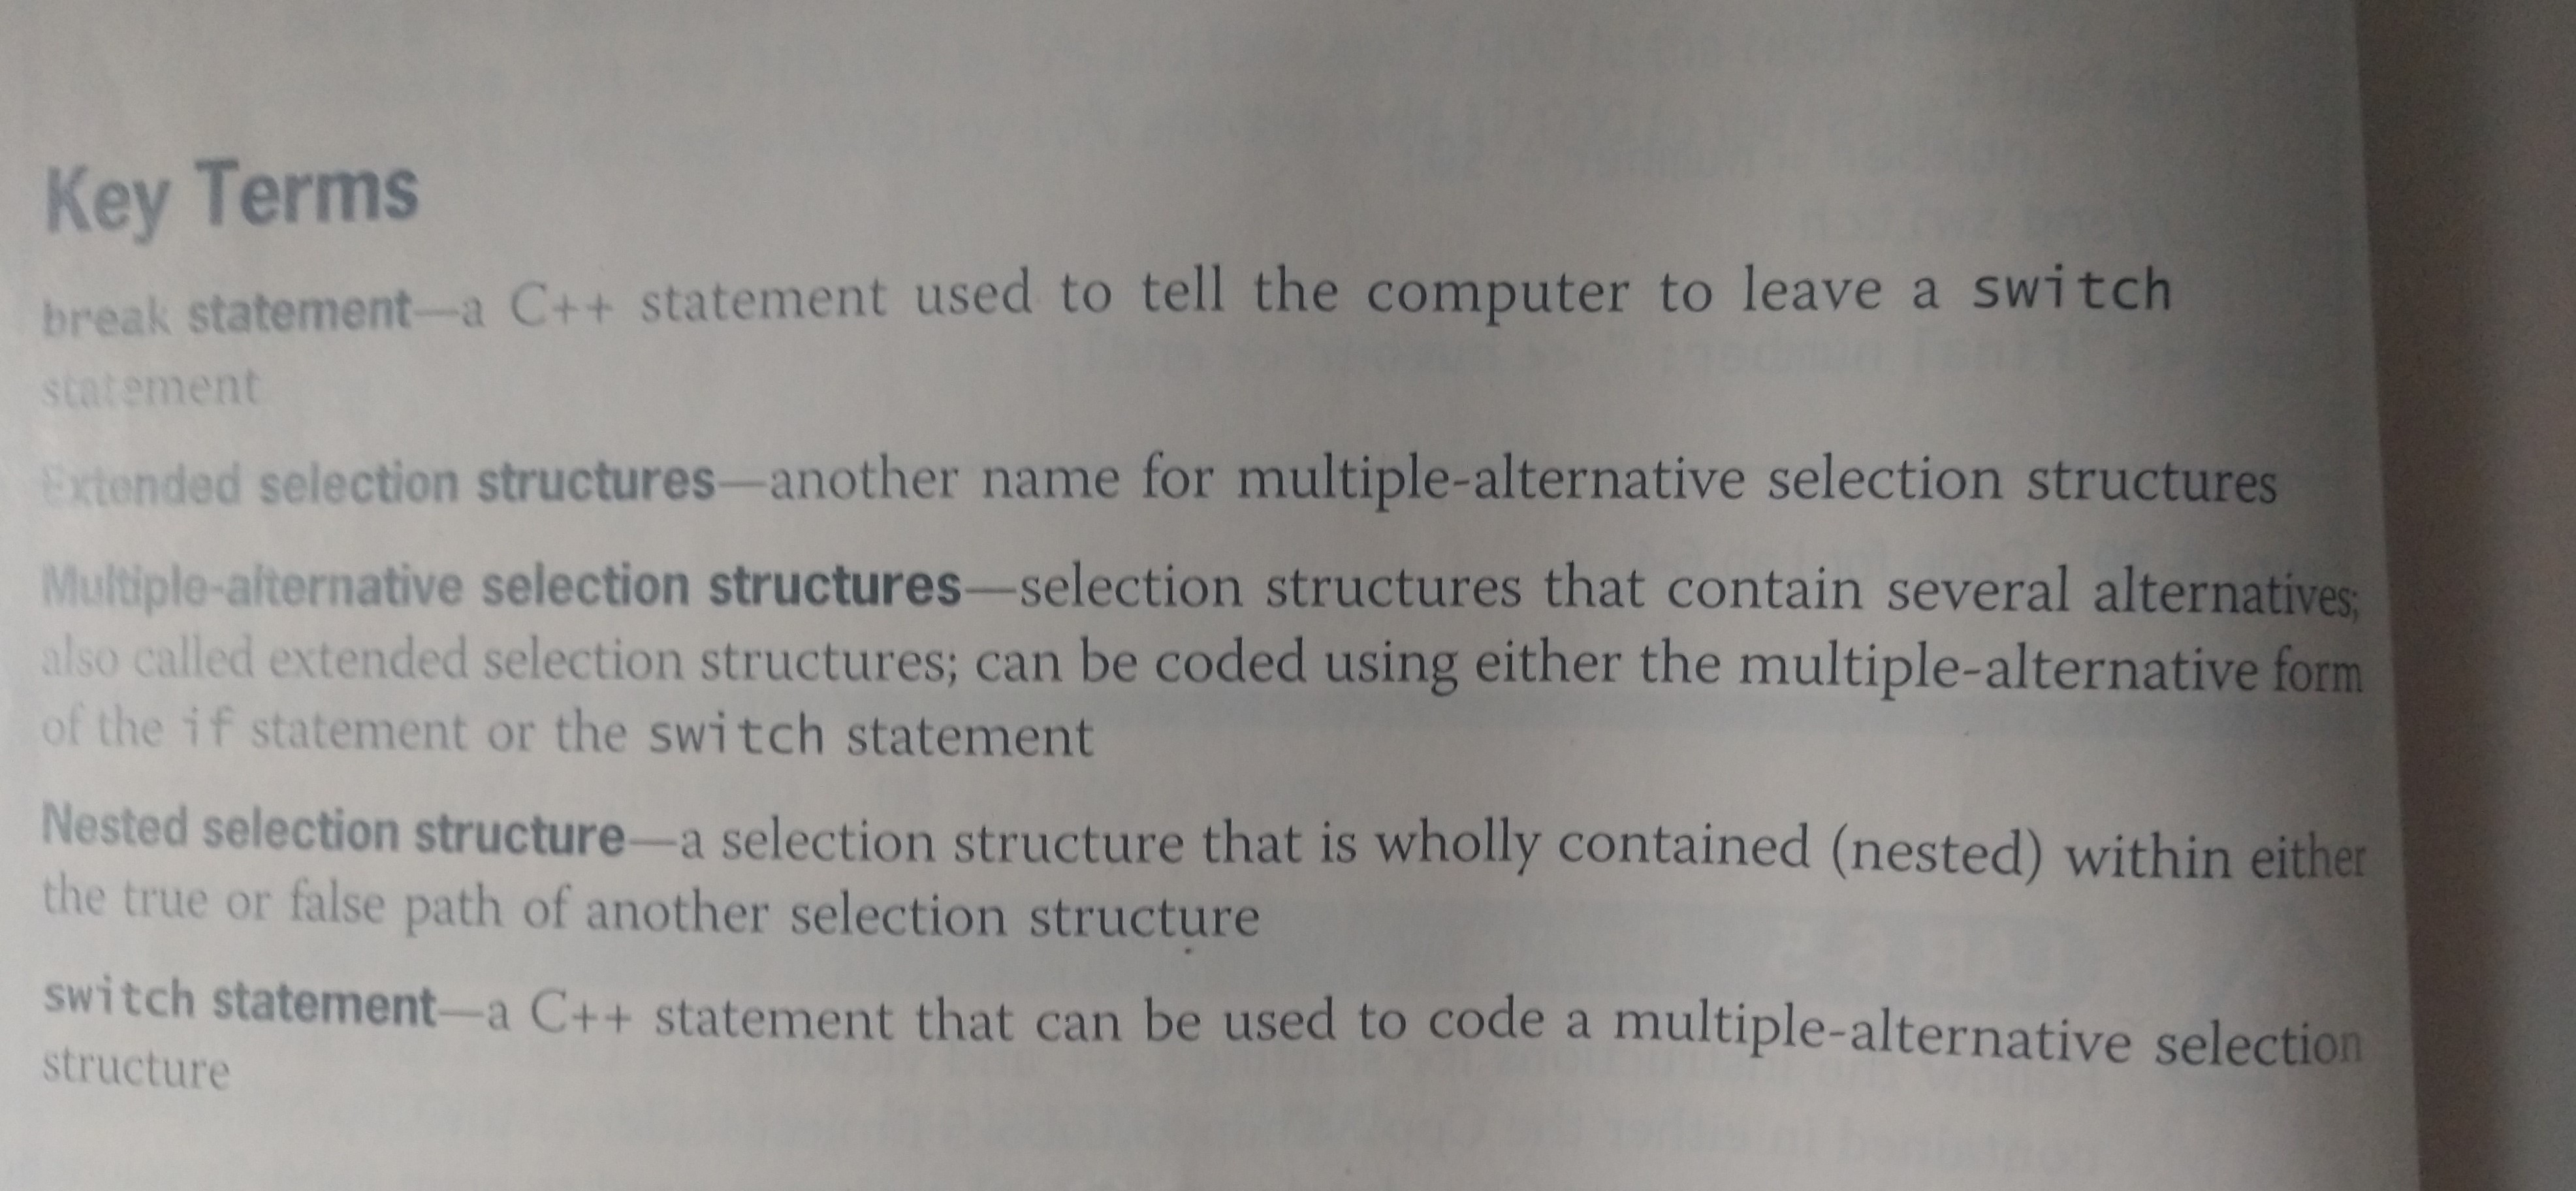 Key Terms
break statement—a C++ statement used to tell the computer to leave a switch
statement
Extended selection structures—another name for multiple-alternative selection structures
Multiple-alternative selection structures—selection structures that contain several alternatives;
also called extended selection structures; can be coded using either the multiple-alternative form
of the if statement or the switch statement
Nested selection structure—a selection structure that is wholly contained (nested) within either
the true or false path of another selection structure
switch statement—a C++ statement that can be used to code a multiple-alternative selection
structure